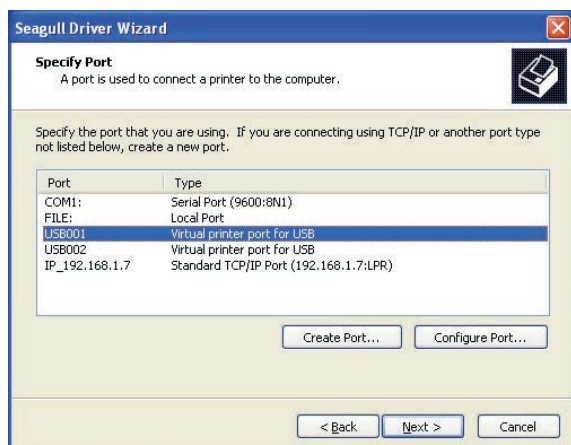 Seagull Driver Wizard
Specify Port
A port is used to connect a printer to the computer.
Specify the port that you are using. If you are connecting using TCP/IP or another port type
not listed below, create a new port.
Port Type
COM1: Serial Port (9600:8N1)
FILE: Local Port
USB001 Virtual printer port for USB
USB002 Virtual printer port for USB
IP_192.168.1.7 Standard TCP/IP Port (192.168.1.7:LPR)
Create Port... Configure Port...
< Back Next > Cancel